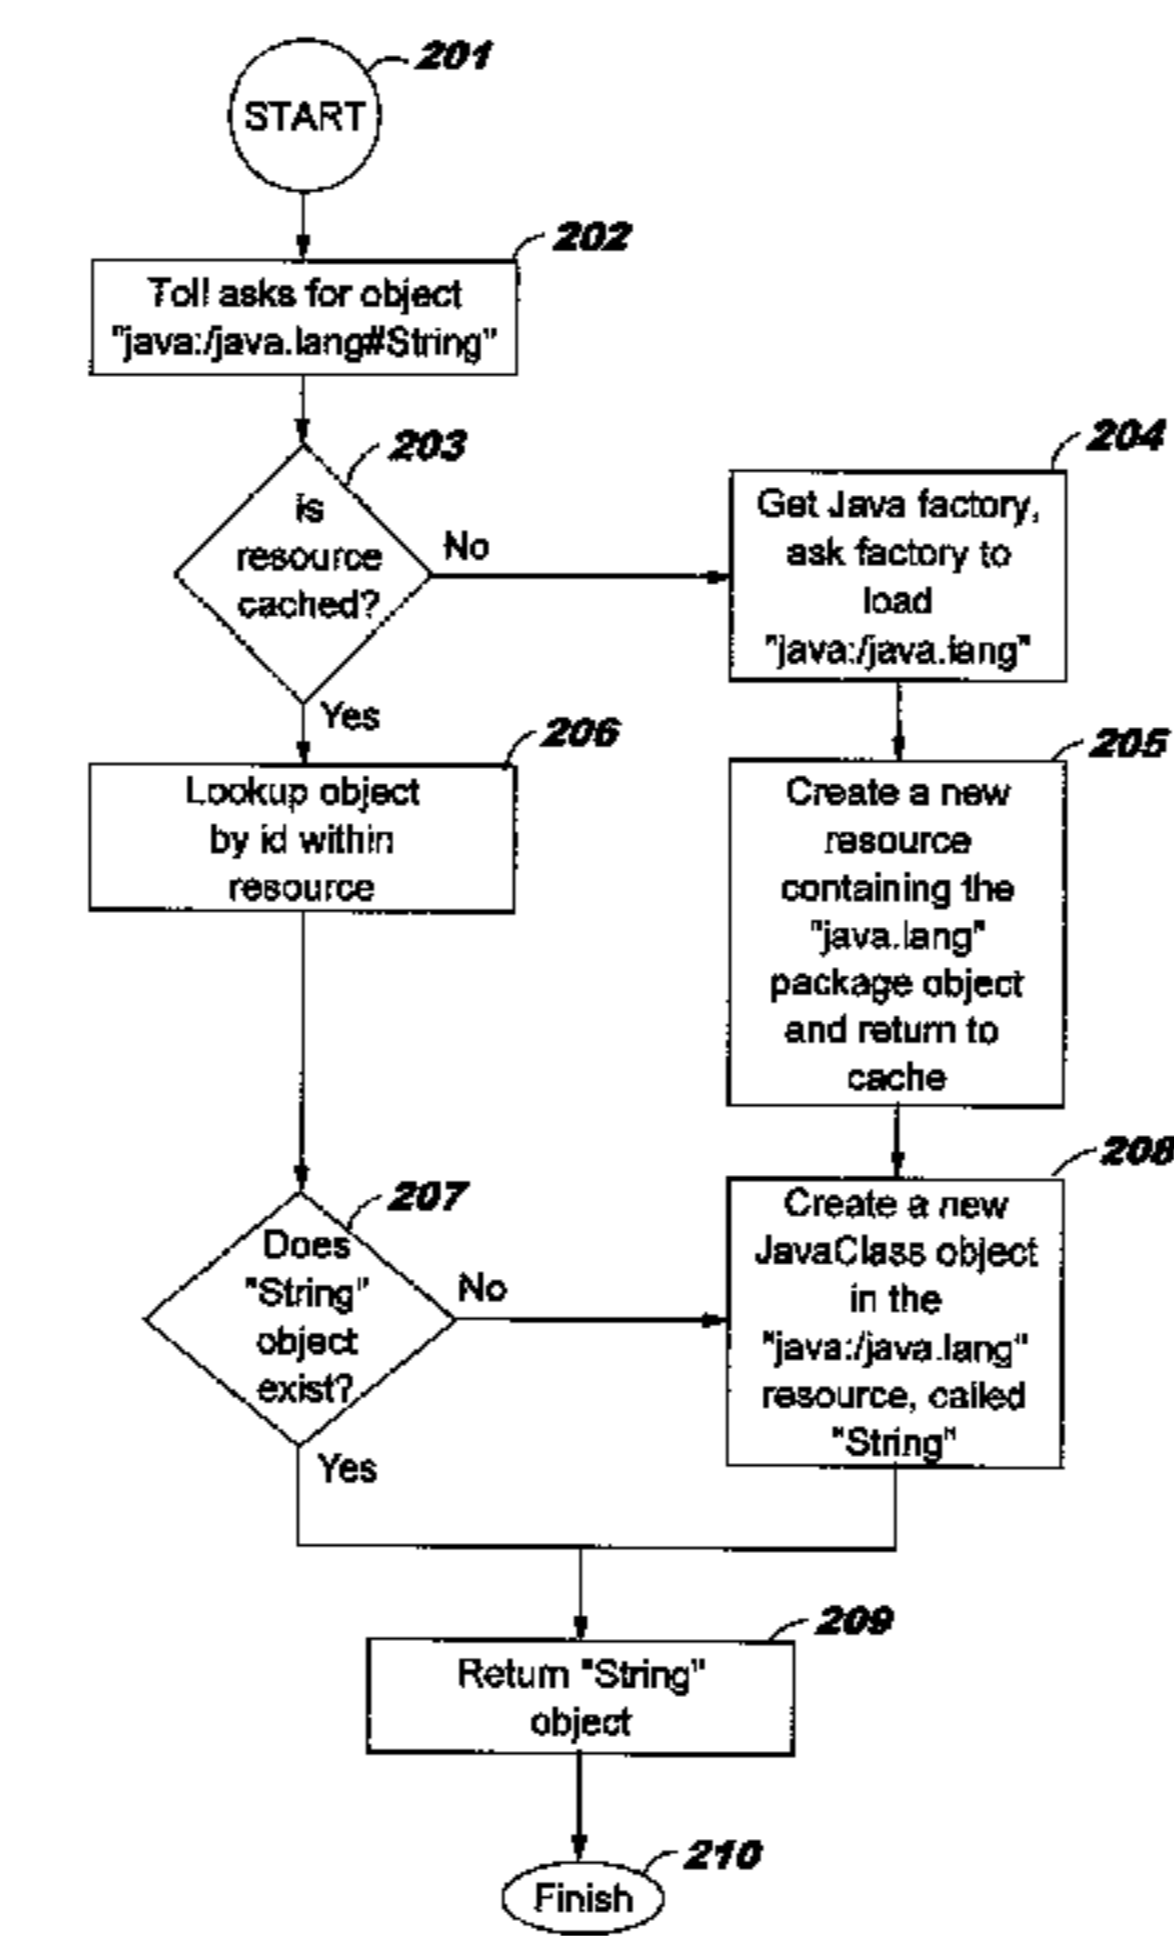 201
START
202
Toll asks for object
"java:/java.lang#String"
203
is
resource
cached?
No
204
Get Java factory,
ask factory to
load
"java:/java.lang"
Yes
206
Lookup object
by id within
resource
205
Create a new
resource
containing the
"java.lang"
package object
and return to
cache
207
Does
"String"
object
exist?
No
208
Create a new
JavaClass object
in the
"java:/java.lang"
resource, called
"String"
Yes
209
Return "String"
object
210
Finish